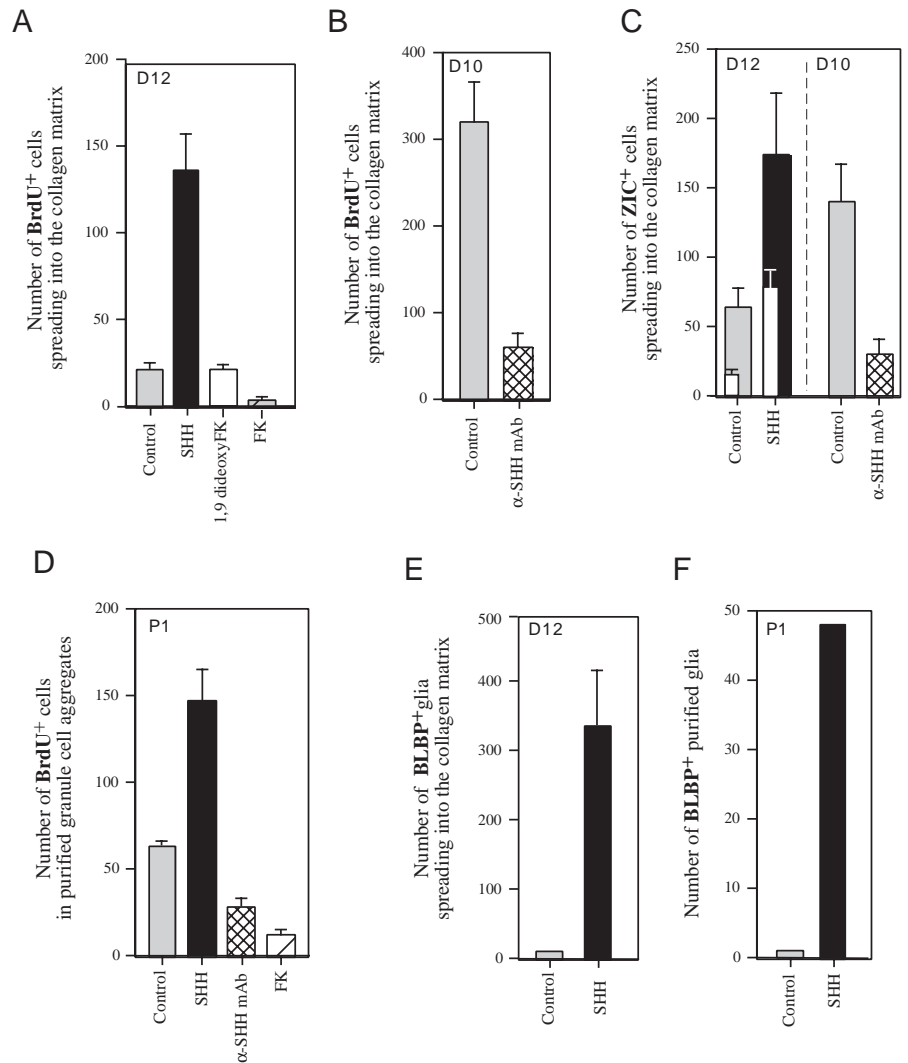 A
Number of BrdU+ cells
spreading into the collagen matrix
200
150
100
50
0
D12
Control
SHH
1,9 dideoxyFK
FK
B
Number of BrdU+ cells
spreading into the collagen matrix
400
300
200
100
0
D10
Control
α-SHH mAb
C
Number of ZIC+ cells
spreading into the collagen matrix
250
200
150
100
50
0
D12
D10
Control
SHH
Control
α-SHH mAb
D
Number of BrdU+ cells
in purified granule cell aggregates
200
150
100
50
0
P1
Control
SHH
α-SHH mAb
FK
E
Number of BLBP+glia
spreading into the collagen matrix
500
400
300
200
100
0
D12
Control
SHH
F
Number of BLBP+ purified glia
50
40
30
20
10
0
P1
Control
SHH